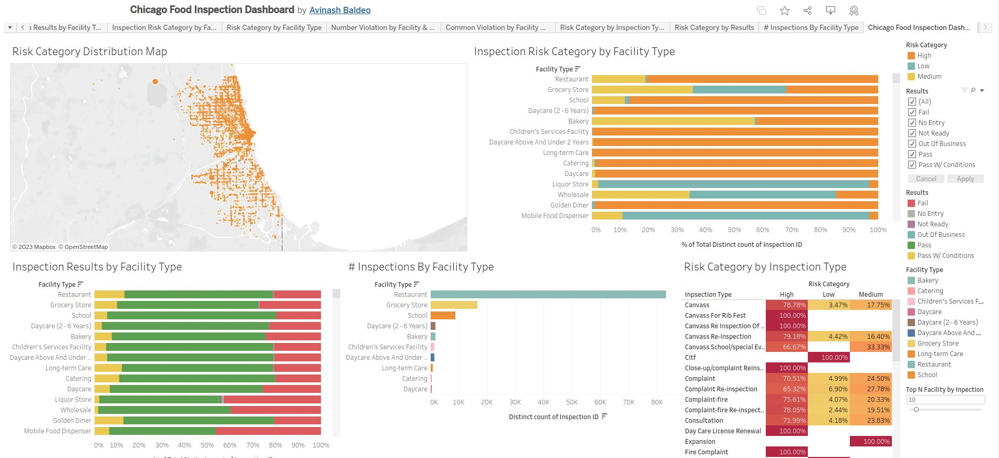 Chicago Food Inspection Dashboard by Avinash Baldeo
Results by Facility T...
Inspection Risk Category by Fa...
Risk Category by Facility Type
Number Violation by Facility & ...
Common Violation by Facility ...
Risk Category by Inspection Ty...
Risk Category by Results
# Inspections By Facility Type
Chicago Food Inspection Dash...
Risk Category Distribution Map
© 2023 Mapbox © OpenStreetMap
Inspection Risk Category by Facility Type
Facility Type
Restaurant
Grocery Store
School
Daycare (2 - 6 Years)
Bakery
Children's Services Facility
Daycare Above And Under 2 Years
Long-term Care
Catering
Daycare
Liquor Store
Wholesale
Golden Diner
Mobile Food Dispenser
0% 10% 20% 30% 40% 50% 60% 70% 80% 90% 100%
% of Total Distinct count of Inspection ID
Risk Category
High
Low
Medium
Results
(All)
Fail
No Entry
Not Ready
Out Of Business
Pass
Pass W/ Conditions
Cancel Apply
Results
Fail
No Entry
Not Ready
Out Of Business
Pass
Pass W/ Conditions
Facility Type
Bakery
Catering
Children's Services F...
Daycare
Daycare (2 - 6 Years)
Daycare Above And ...
Grocery Store
Long-term Care
Restaurant
School
Top N Facility by Inpection
10
Inspection Results by Facility Type
Facility Type
Restaurant
Grocery Store
School
Daycare (2 - 6 Years)
Bakery
Children's Services Facility
Daycare Above And Under ..
Long-term Care
Catering
Daycare
Liquor Store
Wholesale
Golden Diner
Mobile Food Dispenser
0% 10% 20% 30% 40% 50% 60% 70% 80% 90% 100%
# Inspections By Facility Type
Facility Type
Restaurant
Grocery Store
School
Daycare (2 - 6 Years)
Bakery
Children's Services Facility
Daycare Above And Under ..
Long-term Care
Catering
Daycare
0K 10K 20K 30K 40K 50K 60K 70K 80K
Distinct count of Inspection ID
Risk Category by Inspection Type
Risk Category
Inpsection Type High Low Medium
Canvass 78.78% 3.47% 17.75%
Canvass For Rib Fest 100.00%
Canvass Re Inspection Of .. 100.00%
Canvass Re-inspection 79.18% 4.42% 16.40%
Canvass School/special Ev.. 66.67% 33.33%
Citf 100.00%
Close-up/complaint Reins.. 100.00%
Complaint 70.51% 4.99% 24.50%
Complaint Re-inspection 65.32% 6.90% 27.78%
Complaint-fire 75.61% 4.07% 20.33%
Complaint-fire Re-inspect.. 78.05% 2.44% 19.51%
Consultation 71.99% 4.18% 23.83%
Day Care License Renewal 100.00%
Expansion 100.00%
Fire Complaint 100.00%